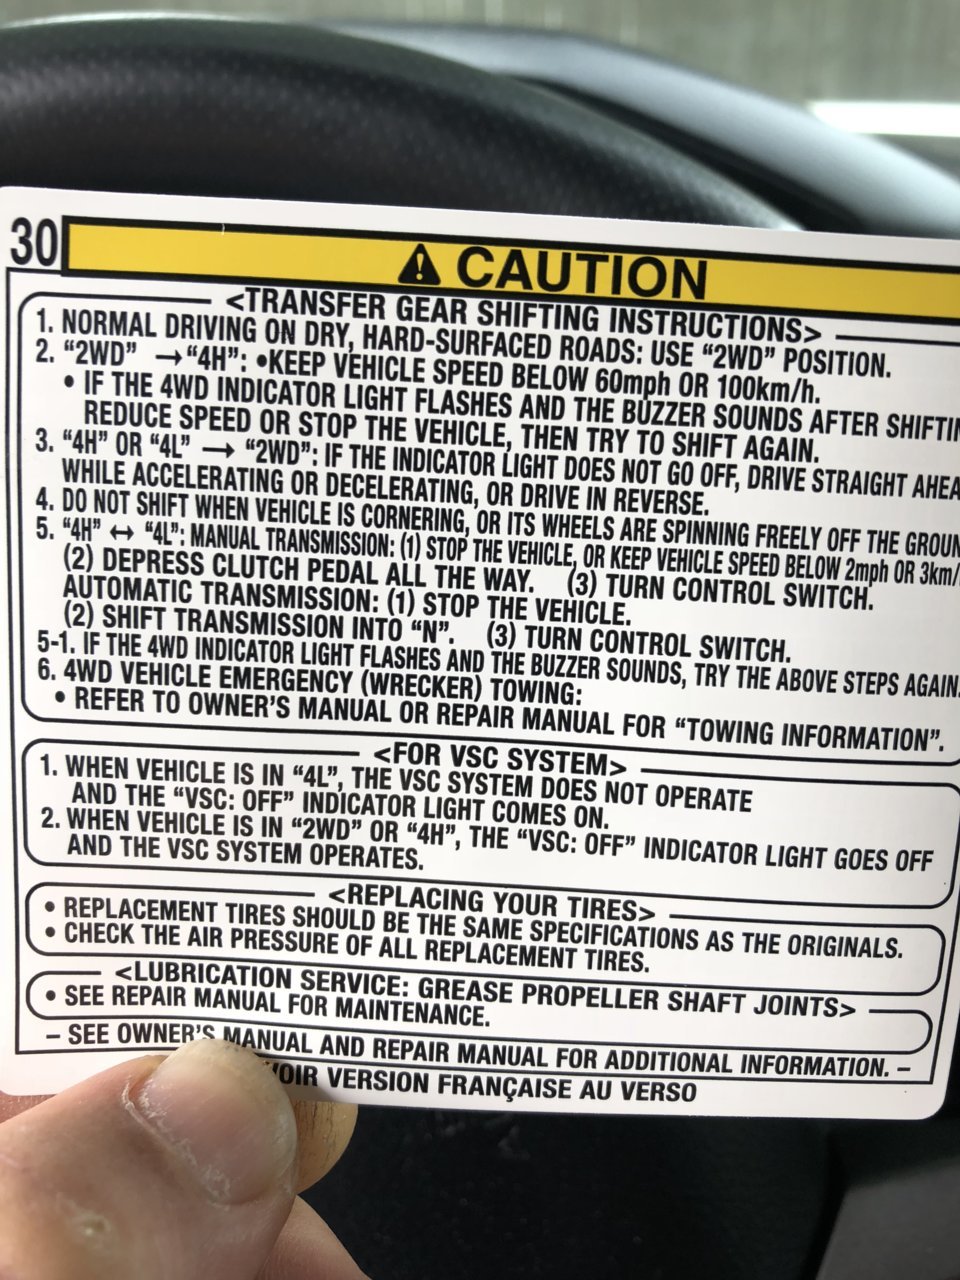 30
CAUTION
<TRANSFER GEAR SHIFTING INSTRUCTIONS>
1. NORMAL DRIVING ON DRY, HARD-SURFACED ROADS: USE “2WD” POSITION.
2. “2WD” → “4H”: •KEEP VEHICLE SPEED BELOW 60mph OR 100km/h.
• IF THE 4WD INDICATOR LIGHT FLASHES AND THE BUZZER SOUNDS AFTER
REDUCE SPEED OR STOP THE VEHICLE, THEN TRY TO SHIFT AGAIN.
3. “4H” OR “4L” → “2WD”: IF THE INDICATOR LIGHT DOES NOT GO OFF, DRIVE STRAIGHT
WHILE ACCELERATING OR DECELERATING, OR DRIVE IN REVERSE.
4. DO NOT SHIFT WHEN VEHICLE IS CORNERING, OR ITS WHEELS ARE SPINNING FREELY OFF THE
5. “4H” ↔ “4L”: MANUAL TRANSMISSION: (1) STOP THE VEHICLE, OR KEEP VEHICLE SPEED BELOW 2mph OR
(2) DEPRESS CLUTCH PEDAL ALL THE WAY. (3) TURN CONTROL SWITCH.
AUTOMATIC TRANSMISSION: (1) STOP THE VEHICLE.
(2) SHIFT TRANSMISSION INTO “N”. (3) TURN CONTROL SWITCH.
5-1. IF THE 4WD INDICATOR LIGHT FLASHES AND THE BUZZER SOUNDS, TRY THE ABOVE STEPS AGAIN.
6. 4WD VEHICLE EMERGENCY (WRECKER) TOWING:
• REFER TO OWNER’S MANUAL OR REPAIR MANUAL FOR “TOWING INFORMATION”.
<FOR VSC SYSTEM>
1. WHEN VEHICLE IS IN “4L”, THE VSC SYSTEM DOES NOT OPERATE
AND THE “VSC: OFF” INDICATOR LIGHT COMES ON.
2. WHEN VEHICLE IS IN “2WD” OR “4H”, THE “VSC: OFF” INDICATOR LIGHT GOES OFF
AND THE VSC SYSTEM OPERATES.
<REPLACING YOUR TIRES>
• REPLACEMENT TIRES SHOULD BE THE SAME SPECIFICATIONS AS THE ORIGINALS.
• CHECK THE AIR PRESSURE OF ALL REPLACEMENT TIRES.
<LUBRICATION SERVICE: GREASE PROPELLER SHAFT JOINTS>
• SEE REPAIR MANUAL FOR MAINTENANCE.
– SEE OWNER’S MANUAL AND REPAIR MANUAL FOR ADDITIONAL INFORMATION. –
VOIR VERSION FRANÇAISE AU VERSO